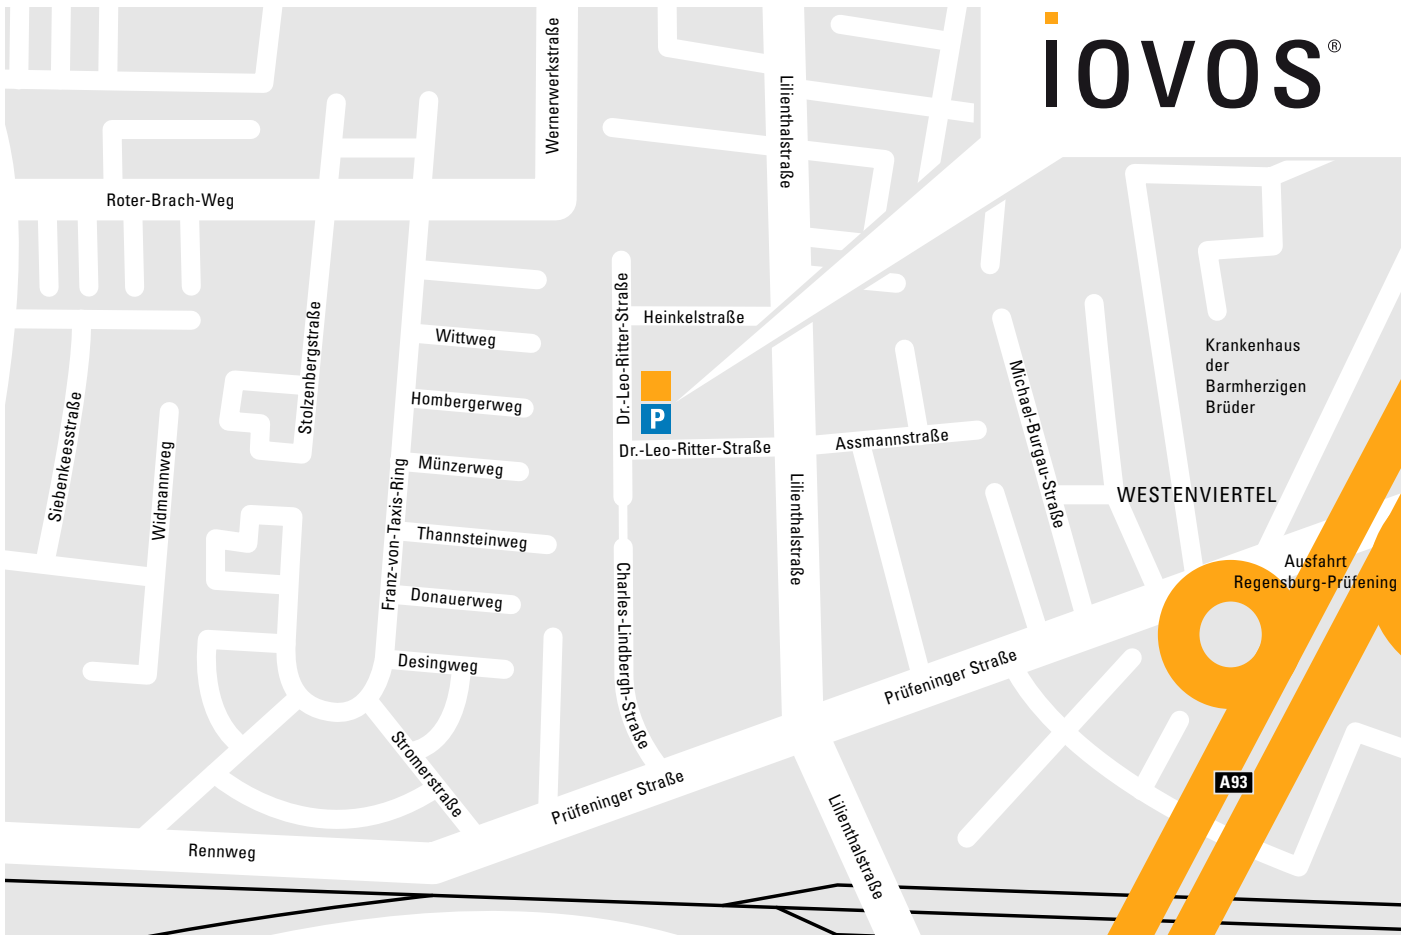 iovos®
Wernerwerkstraße
Lilienthalstraße
Roter-Brach-Weg
Dr.-Leo-Ritter-Straße
Heinkelstraße
Stolzenbergstraße
Wittweg
Krankenhaus
der
Barmherzigen
Brüder
Michael-Burgau-Straße
Hombergerweg
P
Siebenkeesstraße
Widmannweg
Dr.-Leo-Ritter-Straße
Assmannstraße
Münzerweg
Franz-von-Taxis-Ring
Lilienthalstraße
WESTENVIERTEL
Thannsteinweg
Ausfahrt
Regensburg-Prüfening
Donauerweg
Charles-Lindbergh-Straße
Desingweg
Prüfeninger Straße
Stromerstraße
Prüfeninger Straße
A93
Lilienthalstraße
Rennweg